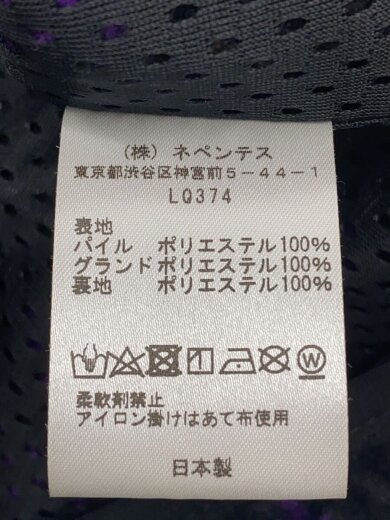 (株) ネペンテス
東京都渋谷区神宮前5-44-1
LQ374
表地
パイル ポリエステル100%
グランド ポリエステル100%
裏地 ポリエステル100%
柔軟剤禁止
アイロン掛けはあて布使用
日本製